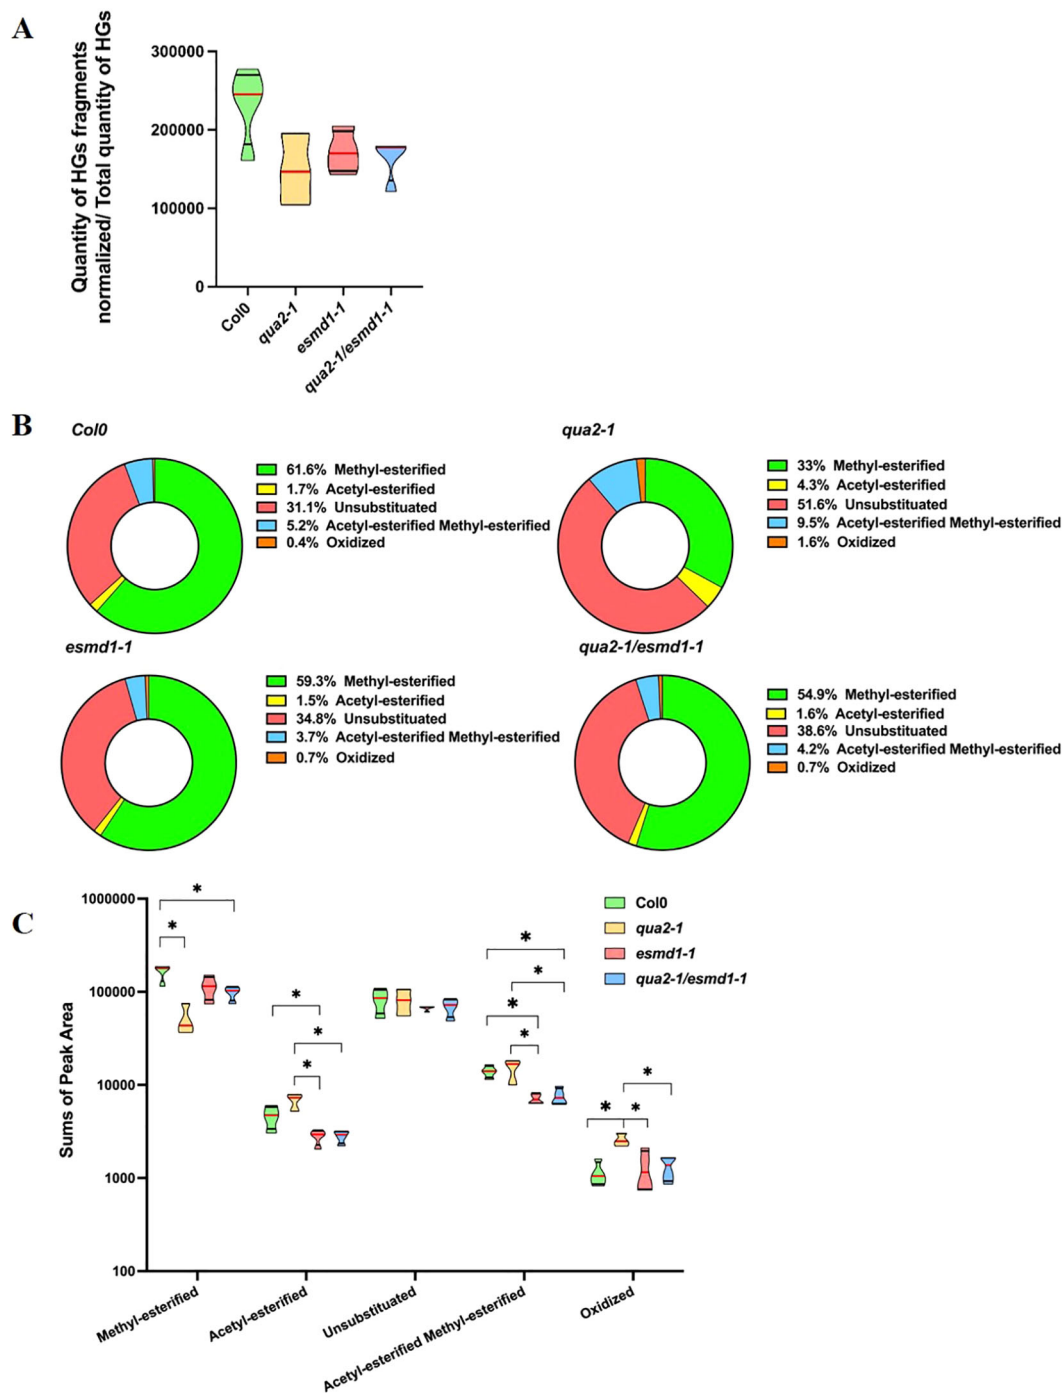 A
Quantity of HGs fragments
normalized/ Total quantity of HGs
300000
200000
100000
0
Col0
qua2-1
esmd1-1
qua2-1/esmd1-1
B
Col0
61.6% Methyl-esterified
1.7% Acetyl-esterified
31.1% Unsubstituated
5.2% Acetyl-esterified Methyl-esterified
0.4% Oxidized
qua2-1
33% Methyl-esterified
4.3% Acetyl-esterified
51.6% Unsubstituated
9.5% Acetyl-esterified Methyl-esterified
1.6% Oxidized
esmd1-1
59.3% Methyl-esterified
1.5% Acetyl-esterified
34.8% Unsubstituated
3.7% Acetyl-esterified Methyl-esterified
0.7% Oxidized
qua2-1/esmd1-1
54.9% Methyl-esterified
1.6% Acetyl-esterified
38.6% Unsubstituated
4.2% Acetyl-esterified Methyl-esterified
0.7% Oxidized
C
Sums of Peak Area
1000000
100000
10000
1000
100
*
*
*
*
*
*
*
*
*
*
*
*
Col0
qua2-1
esmd1-1
qua2-1/esmd1-1
Methyl-esterified
Acetyl-esterified
Unsubstituated
Acetyl-esterified Methyl-esterified
Oxidized